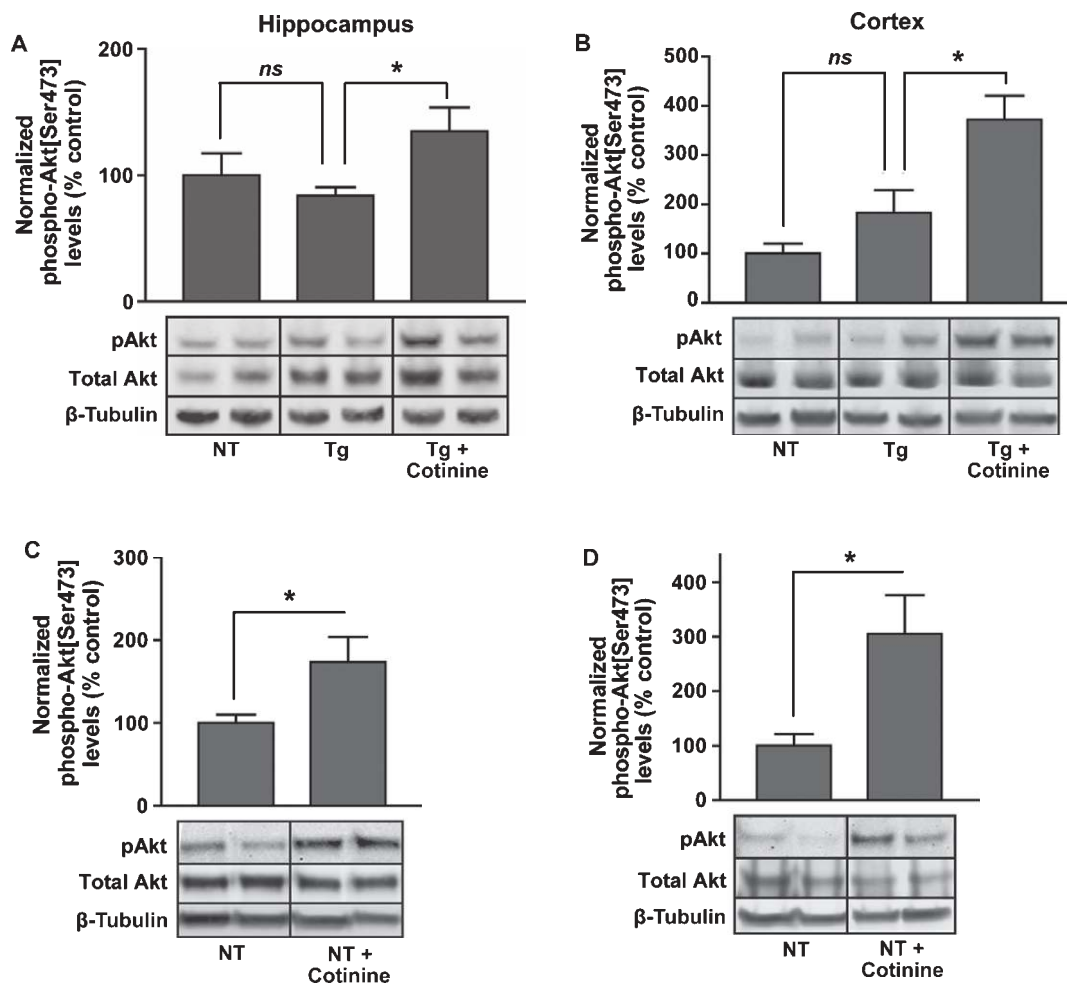 Hippocampus
A
Normalized
phospho-Akt[Ser473]
levels (% control)
200
100
0
ns
*
pAkt
Total Akt
β-Tubulin
NT
Tg
Tg +
Cotinine
Cortex
B
Normalized
phospho-Akt[Ser473]
levels (% control)
500
400
300
200
100
0
ns
*
pAkt
Total Akt
β-Tubulin
NT
Tg
Tg +
Cotinine
C
Normalized
phospho-Akt[Ser473]
levels (% control)
300
200
100
0
*
pAkt
Total Akt
β-Tubulin
NT
NT +
Cotinine
D
Normalized
phospho-Akt[Ser473]
levels (% control)
400
300
200
100
0
*
pAkt
Total Akt
β-Tubulin
NT
NT +
Cotinine